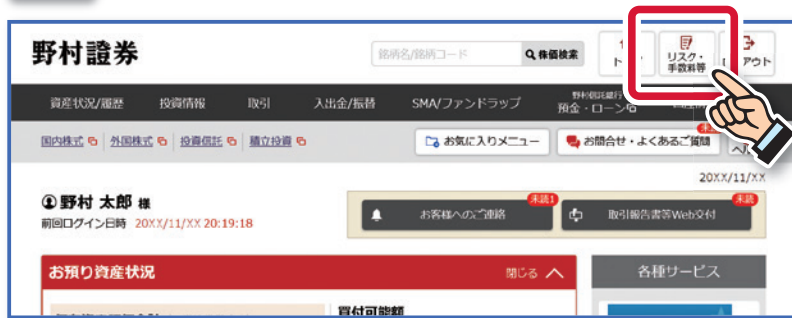 野村證券
銘柄名/銘柄コード
株価検索
リスク・
手数料等
資産状況/履歴 投資情報 取引 入出金/振替 SMA/ファンドラップ
野村信託銀行
預金・ローン
国内株式 外国株式 投資信託 積立投資
お気に入りメニュー
お問合せ・よくあるご質問
20XX/11/XX
①野村 太郎 様
前回ログイン日時 20XX/11/XX 20:19:18
お客様へのご連絡
未読1
取引報告書等Web交付
未読
お預り資産状況
閉じる
各種サービス
買付可能額